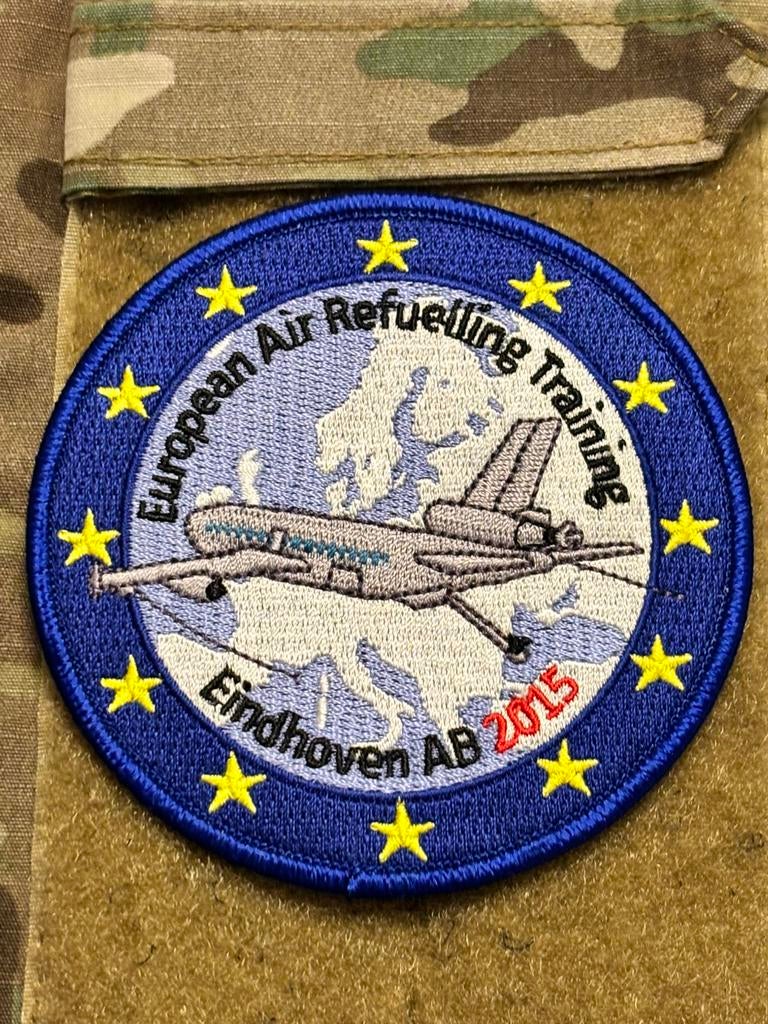 European Air Refuelling Training
Eindhoven AB 2015